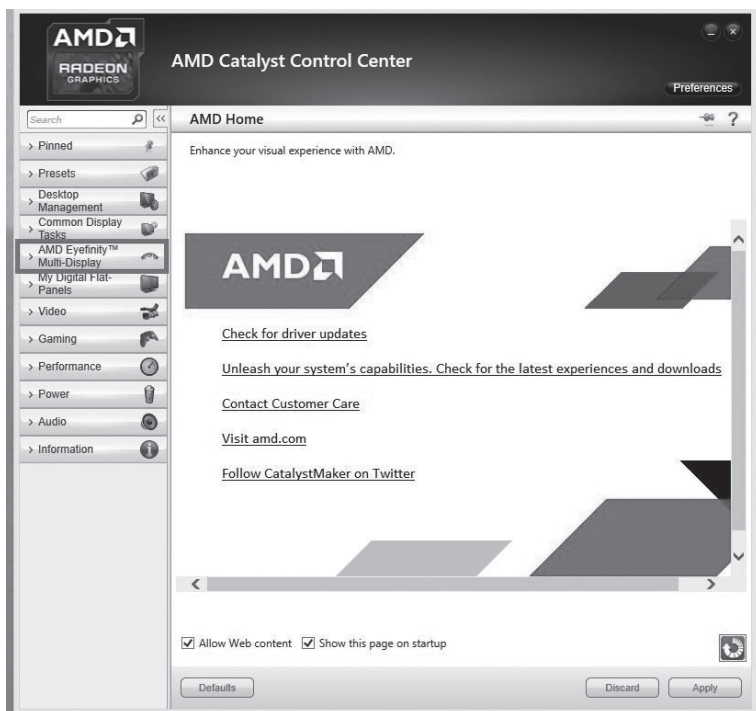 AMD
RADEON
GRAPHICS
AMD Catalyst Control Center
Preferences
Search
«
AMD Home
?
> Pinned
> Presets
> Desktop
Management
> Common Display
Tasks
> AMD Eyefinity™
Multi-Display
> My Digital Flat-
Panels
> Video
> Gaming
> Performance
> Power
> Audio
> Information
Enhance your visual experience with AMD.
AMD
Check for driver updates
Unleash your system's capabilities. Check for the latest experiences and downloads
Contact Customer Care
Visit amd.com
Follow CatalystMaker on Twitter
Allow Web content Show this page on startup
Defaults Discard Apply